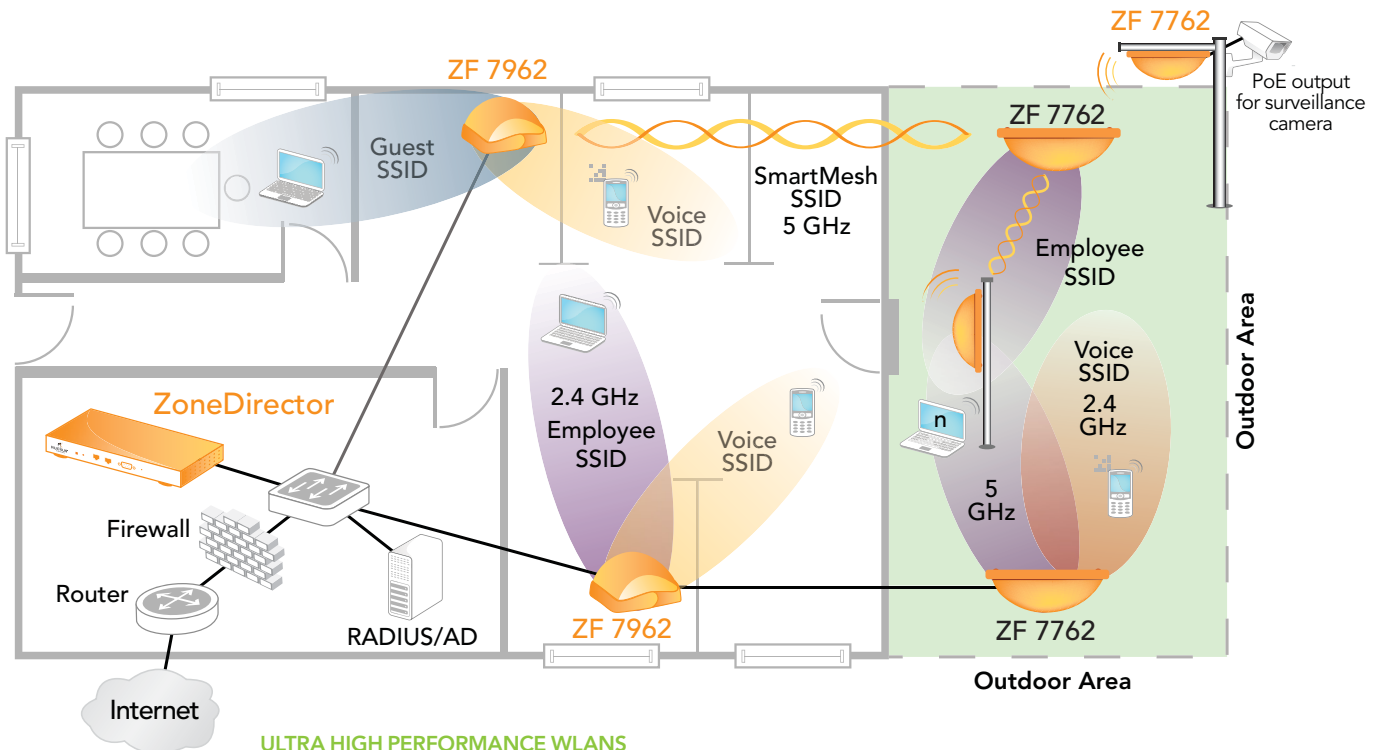 ZF 7762
PoE output
for surveillance
camera
ZF 7962
ZF 7762
Guest
SSID
Voice
SSID
SmartMesh
SSID
5 GHz
Employee
SSID
Outdoor Area
ZoneDirector
2.4 GHz
Employee
SSID
Voice
SSID
Voice
SSID
2.4
GHz
n
5
GHz
Firewall
Router
RADIUS/AD
ZF 7962
ZF 7762
Outdoor Area
Internet
ULTRA HIGH PERFORMANCE WLANS